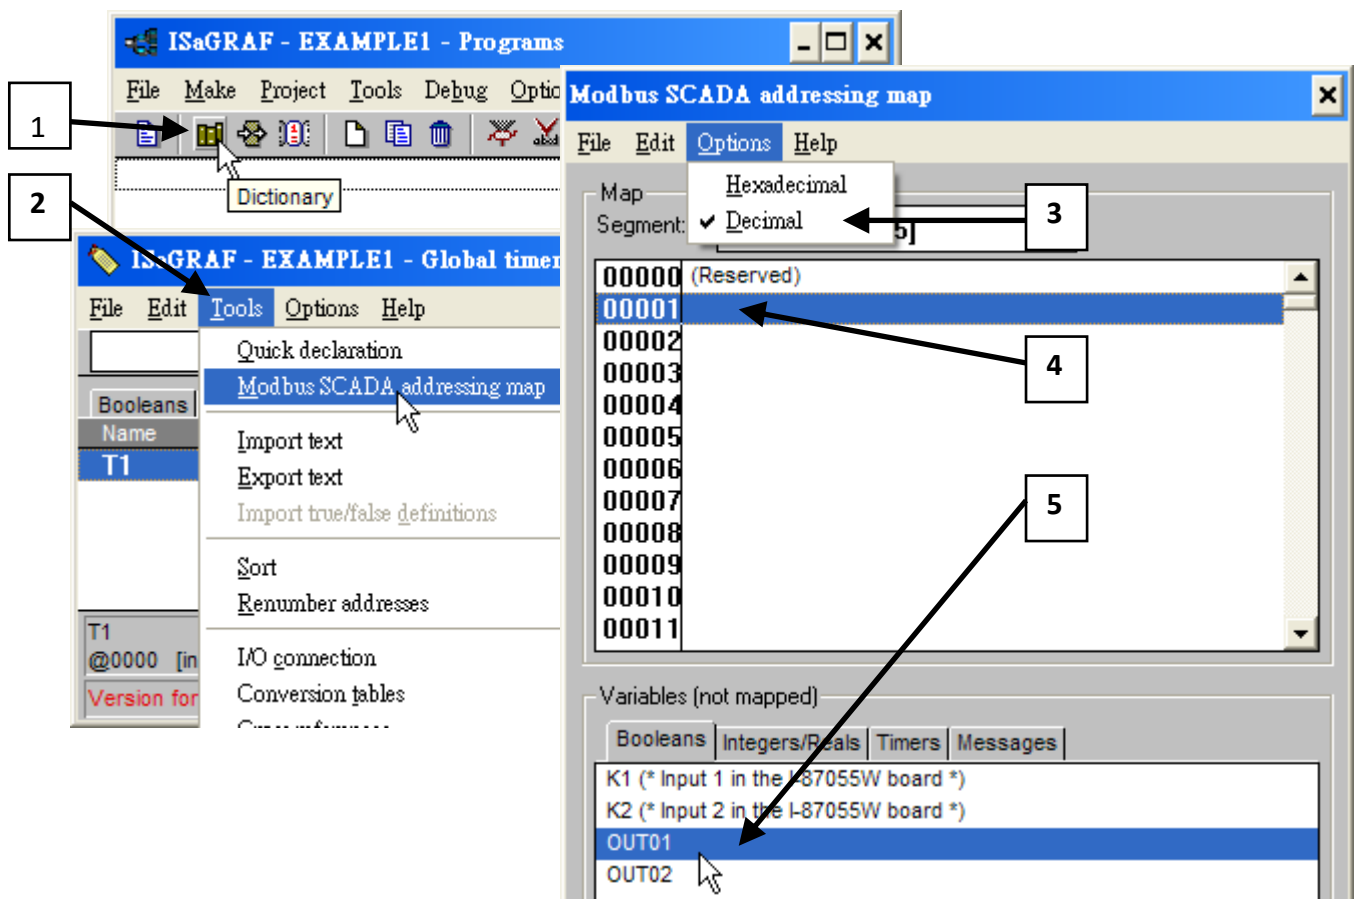 ISaGRAF - EXAMPLE1 - Programs
File Make Project Tools Debug
1
Dictionary
2
ISaGRAF - EXAMPLE1 - Global
File Edit Tools Options Help
Quick declaration
Modbus SCADA addressing map
Import text
Export text
Import true/false definitions
Sort
Renumber addresses
I/O connection
Conversion tables
Booleans
Name
T1
T1
@0000 [in
Version for
Modbus SCADA addressing map
File Edit Options Help
Hexadecimal
Decimal
3
Map
Segment:
5]
00000 (Reserved)
00001
00002
00003
00004
00005
00006
00007
00008
00009
00010
00011
4
5
Variables (not mapped)
Booleans Integers/Reals Timers Messages
K1 (* Input 1 in the I-87055W board *)
K2 (* Input 2 in the I-87055W board *)
OUT01
OUT02